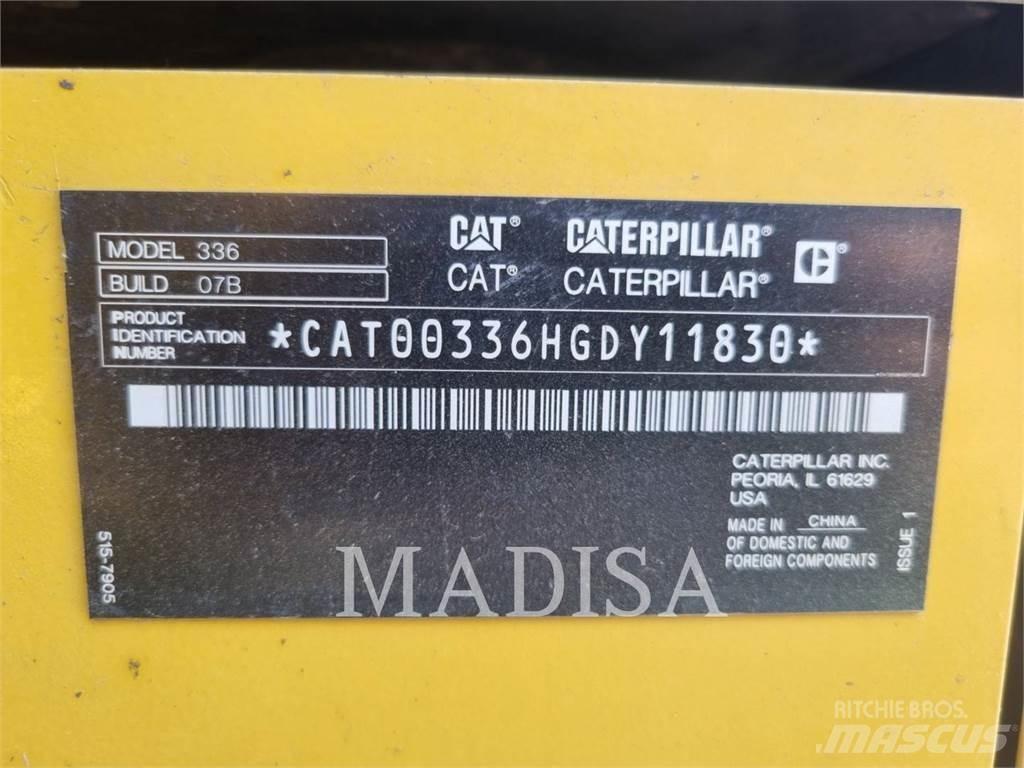 CAT® CATERPILLAR®
CAT® CATERPILLAR®
MODEL 336
BUILD 07B
PRODUCT
IDENTIFICATION
NUMBER
*CAT00336HGDY11830*
CATERPILLAR INC.
PEORIA, IL 61629
USA
MADE IN CHINA
OF DOMESTIC AND
FOREIGN COMPONENTS
ISSUE 1
515-7905
MADISA
RITCHIE BROS.
MASCUS